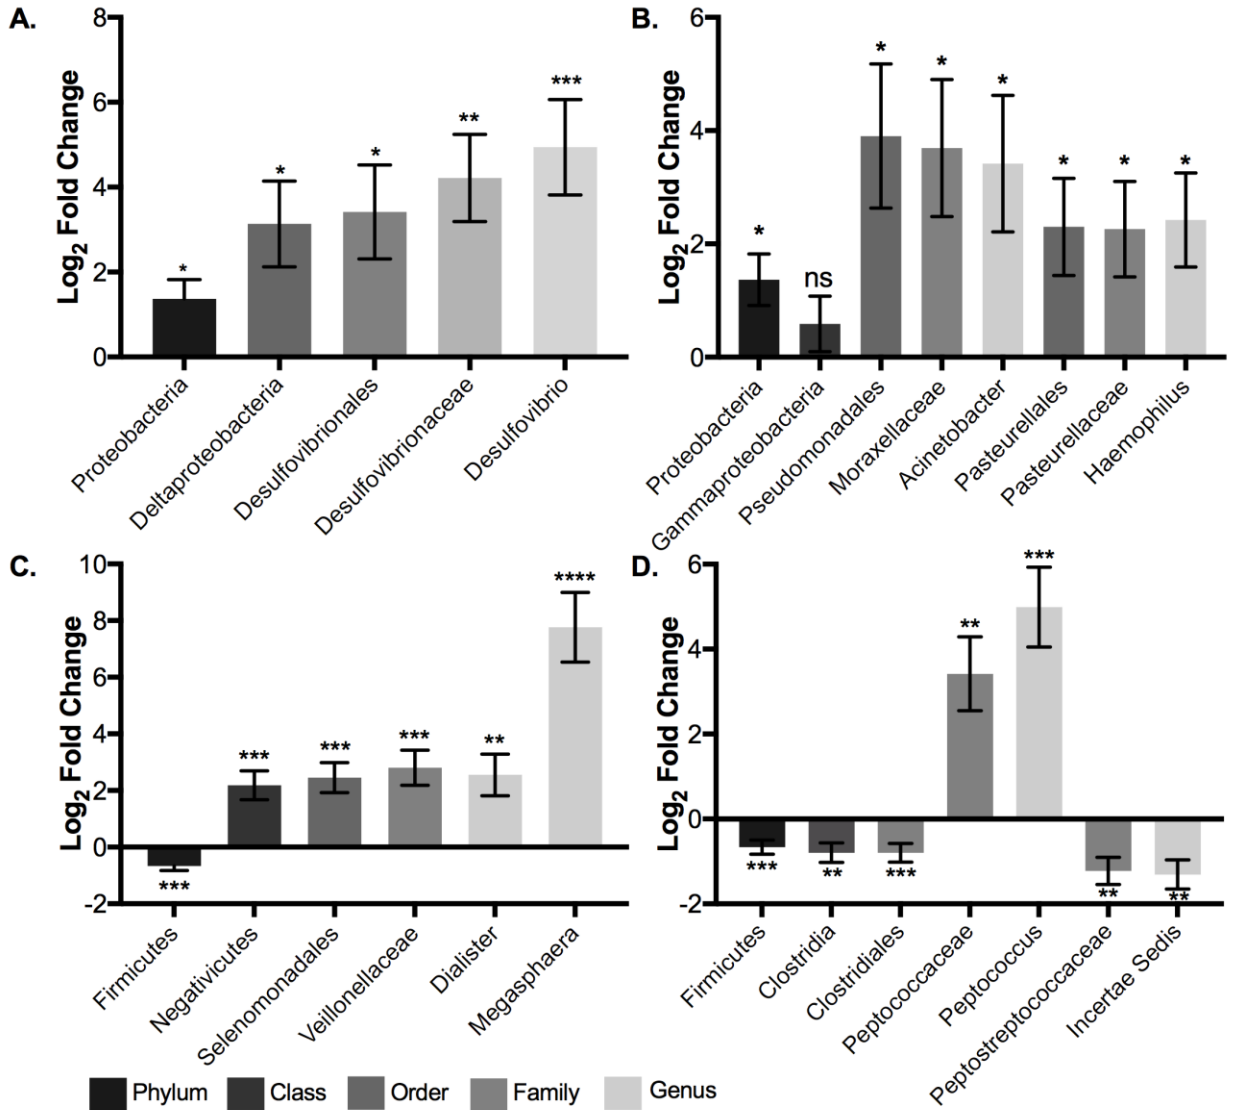 A.
Log2 Fold Change
8
6
4
2
0
*
*
*
**
***
Proteobacteria
Deltaproteobacteria
Desulfovibrionales
Desulfovibrionaceae
Desulfovibrio
B.
Log2 Fold Change
6
4
2
0
*
ns
*
*
*
*
*
*
Proteobacteria
Gammaproteobacteria
Pseudomonadales
Moraxellaceae
Acinetobacter
Pasteurellales
Pasteurellaceae
Haemophilus
C.
Log2 Fold Change
10
8
6
4
2
0
-2
***
***
***
***
**
****
Firmicutes
Negativicutes
Selenomonadales
Veillonellaceae
Dialister
Megasphaera
D.
Log2 Fold Change
6
4
2
0
-2
***
**
***
**
***
**
**
Firmicutes
Clostridia
Clostridiales
Peptococcaceae
Peptococcus
Peptostreptococcaceae
Incertae Sedis
Phylum Class Order Family Genus